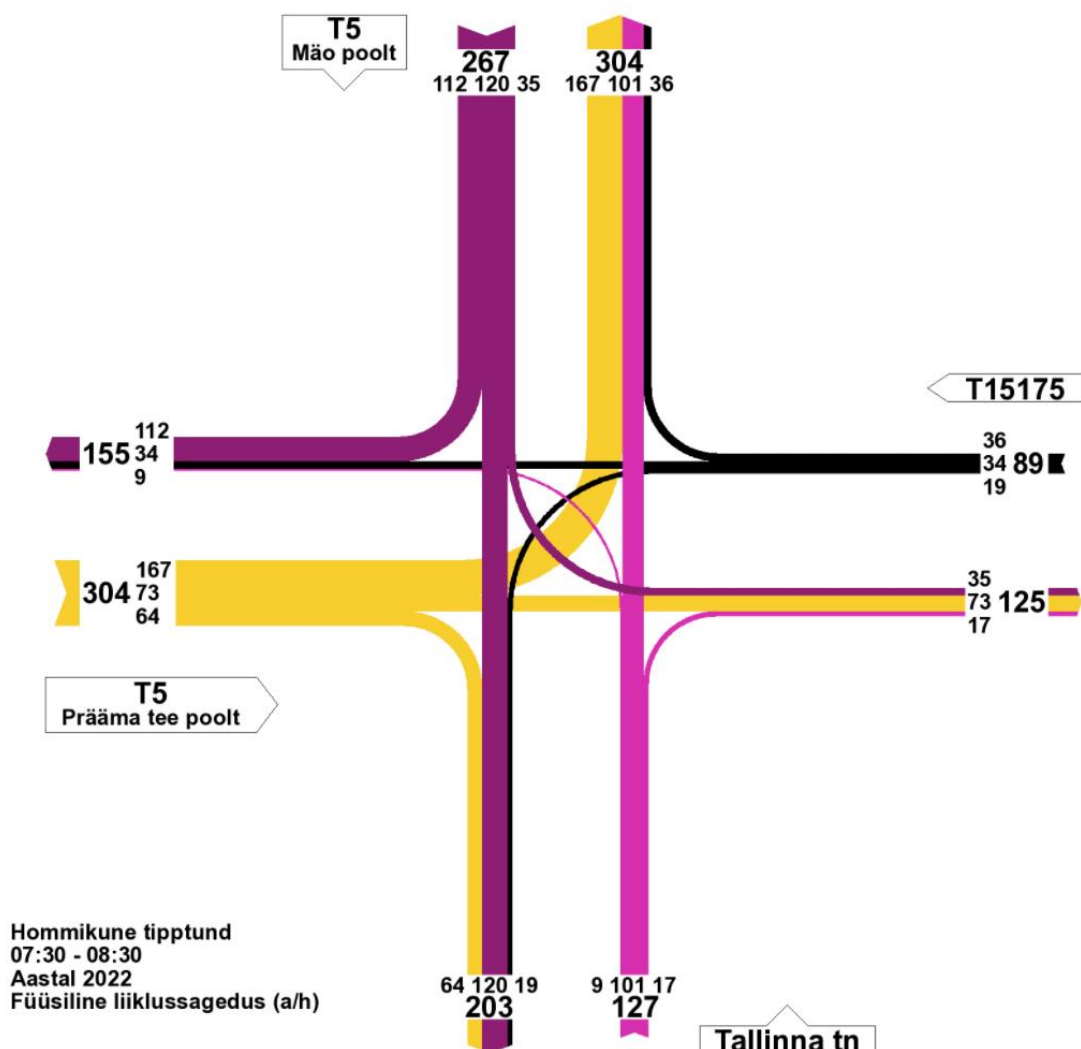 T5
Mäo poolt
267
112 120 35
304
167 101 36
T15175
155
112
34
9
36
34
19
89
304
167
73
64
35
73
17
125
T5
Prääma tee poolt
Hommikune tipptund
07:30 - 08:30
Aastal 2022
Füüsiline liiklussagedus (a/h)
64 120 19
203
9 101 17
127
Tallinna tn